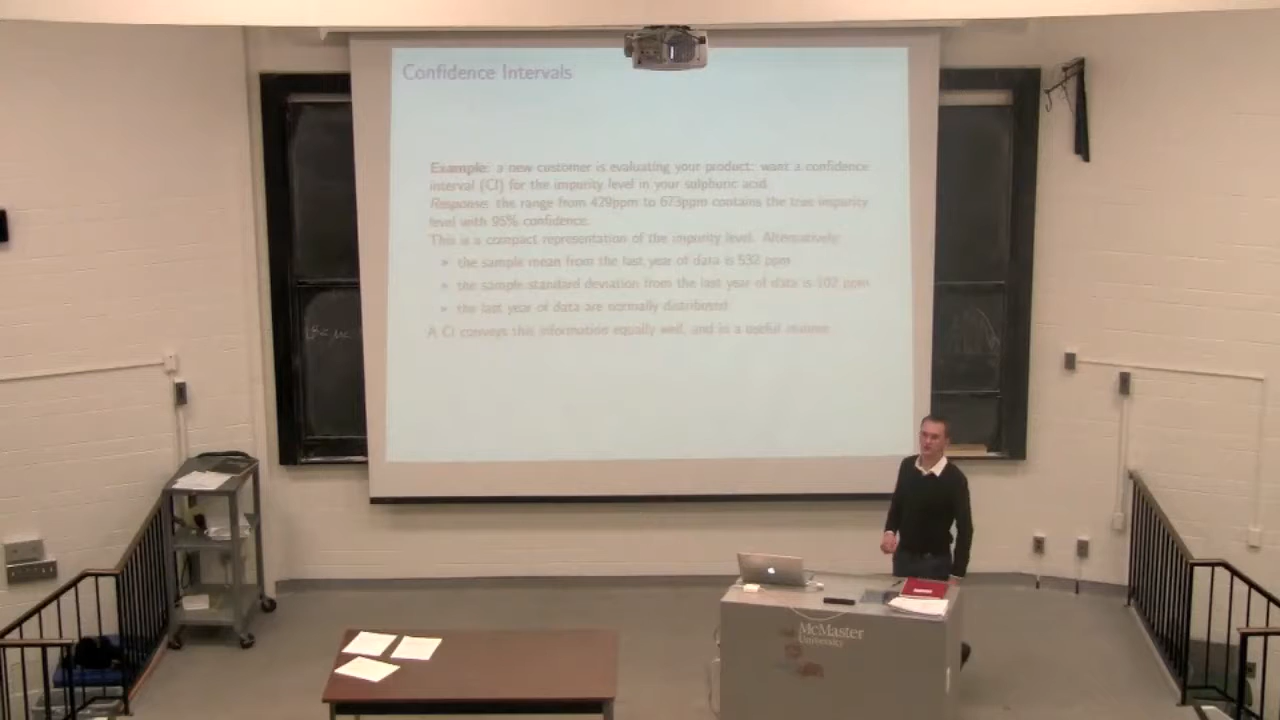 Confidence Intervals
Example: a new customer is evaluating your product: want a confidence
interval (CI) for the impurity level in your sulphuric acid.
Response: the range from 429ppm to 673ppm contains the true impurity
level with 95% confidence.
This is a compact representation of the impurity level. Alternatively:
the sample mean from the last year of data is 532 ppm
the sample standard deviation from the last year of data is 102 ppm
the last year of data are normally distributed
A CI conveys this information equally well, and in a useful manner.
McMaster
University